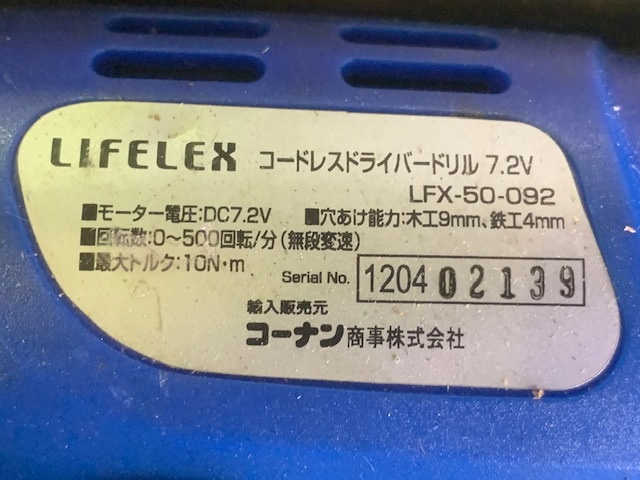 LIFELEX コードレスドライバードリル 7.2V
LFX-50-092
■モーター電圧:DC7.2V ■穴あけ能力:木工9mm、鉄工4mm
■回転数:0～500回転/分(無段変速)
■最大トルク:10N・m
Serial No. 1204 02139
輸入販売元
コーナン商事株式会社